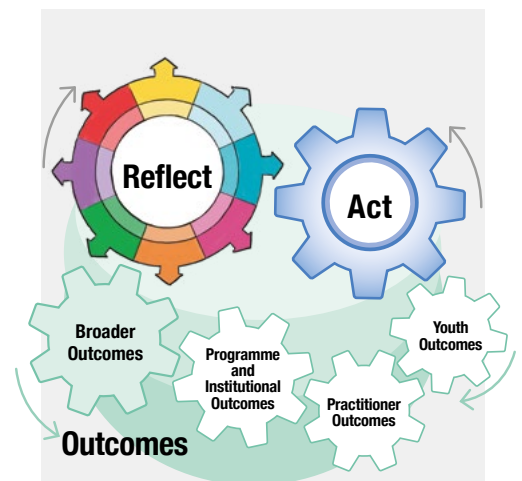 Reflect
Act
Broader
Outcomes
Programme
and
Institutional
Outcomes
Practitioner
Outcomes
Youth
Outcomes
Outcomes